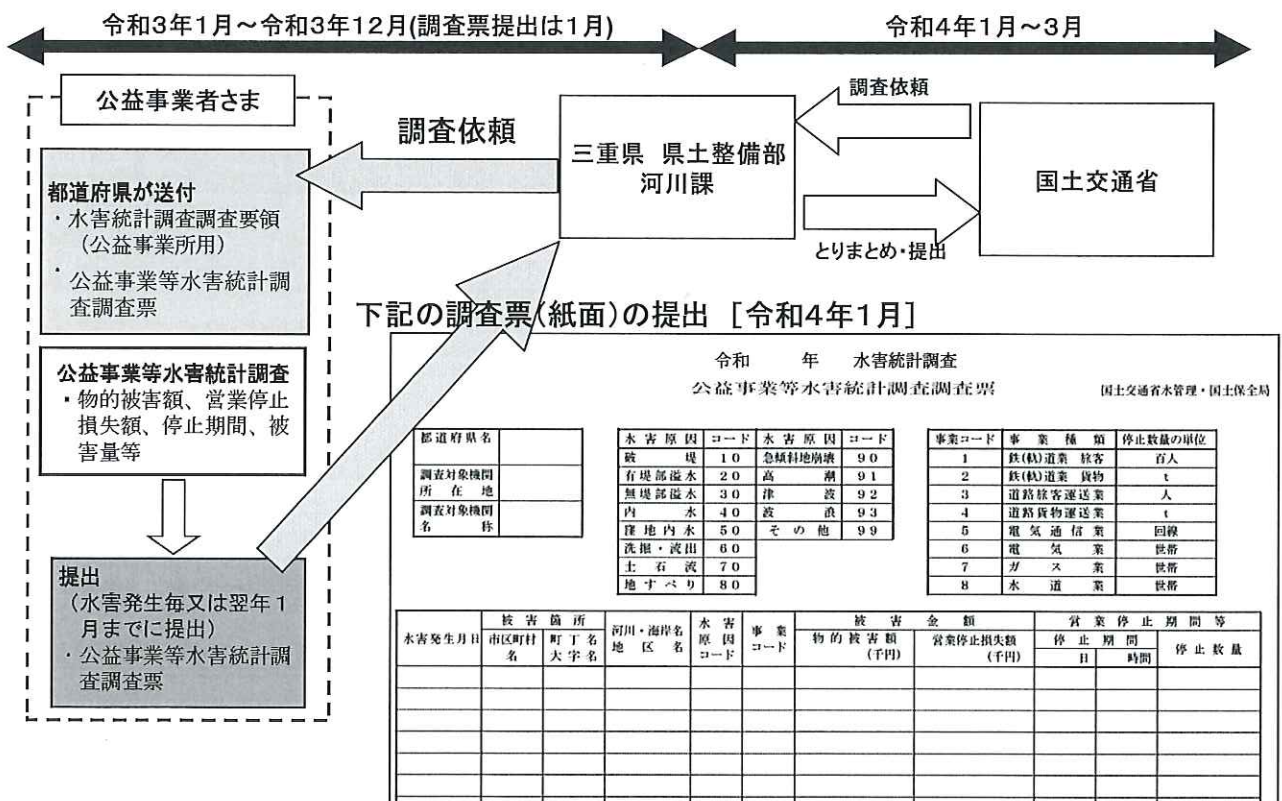 令和3年1月～令和3年12月(調査票提出は1月)
令和4年1月～3月
公益事業者さま
都道府県が送付
・水害統計調査調査要領
（公益事業所用）
・公益事業等水害統計調
査調査票
公益事業等水害統計調査
・物的被害額、営業停止
損失額、停止期間、被
害量等
提出
（水害発生毎又は翌年1
月までに提出）
・公益事業等水害統計調
査調査票
調査依頼
三重県 県土整備部
河川課
調査依頼
とりまとめ・提出
国土交通省
下記の調査票(紙面)の提出 [令和4年1月]
令和 年 水害統計調査
公益事業等水害統計調査調査票
国土交通省水管理・国土保全局
都道府県名
調査対象機関
所在地
調査対象機関
名称
水害原因 コード 水害原因 コード
破堤 10 急傾斜地崩壊 90
有堤部溢水 20 高潮 91
無堤部溢水 30 津波 92
内水 40 波浪 93
窪地内水 50 その他 99
洗掘・流出 60
土石流 70
地すべり 80
事業コード 事業種類 停止数量の単位
1 鉄(軌)道業 旅客 百人
2 鉄(軌)道業 貨物 t
3 道路旅客運送業 人
4 道路貨物運送業 t
5 電気通信業 回線
6 電気業 世帯
7 ガス業 世帯
8 水道業 世帯
水害発生月日
被害箇所
市区町村
名
町丁名
大字名
河川・海岸名
地区名
水害
原因
コード
事業
コード
被害金額
物的被害額
(千円)
営業停止損失額
(千円)
営業停止期間等
停止期間
日 時間
停止数量